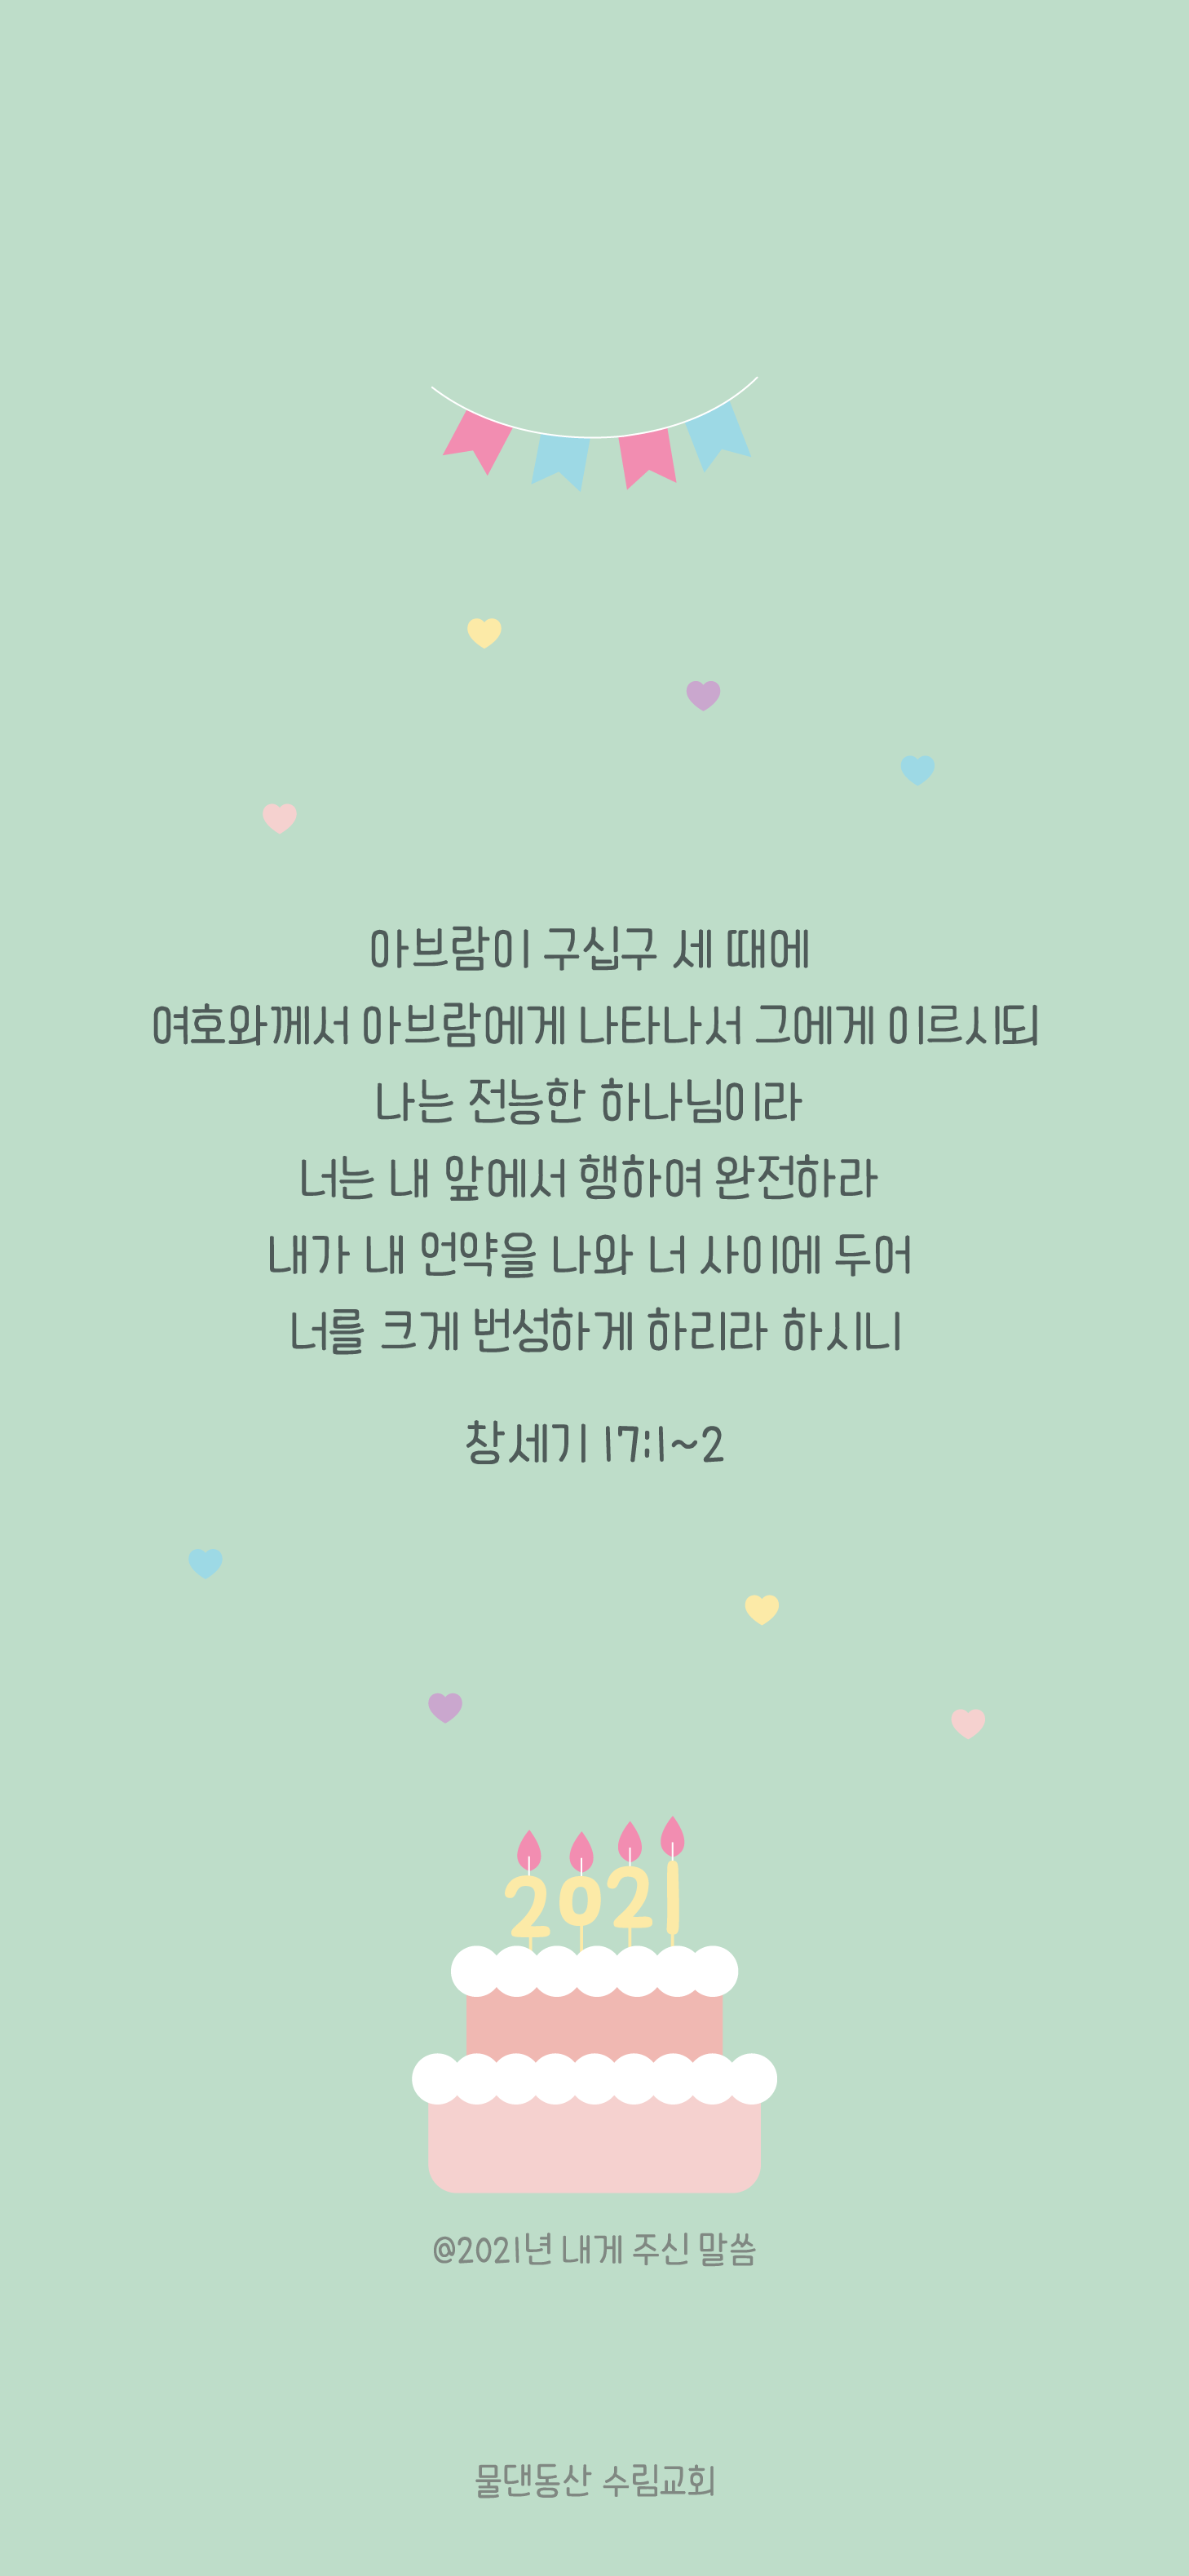 아브람이 구십구 세 때에
여호와께서 아브람에게 나타나서 그에게 이르시되
나는 전능한 하나님이라
너는 내 앞에서 행하여 완전하라
내가 내 언약을 나와 너 사이에 두어
너를 크게 번성하게 하리라 하시니
창세기 17:1~2
2021
@2021년 내게 주신 말씀
물댄동산 수림교회